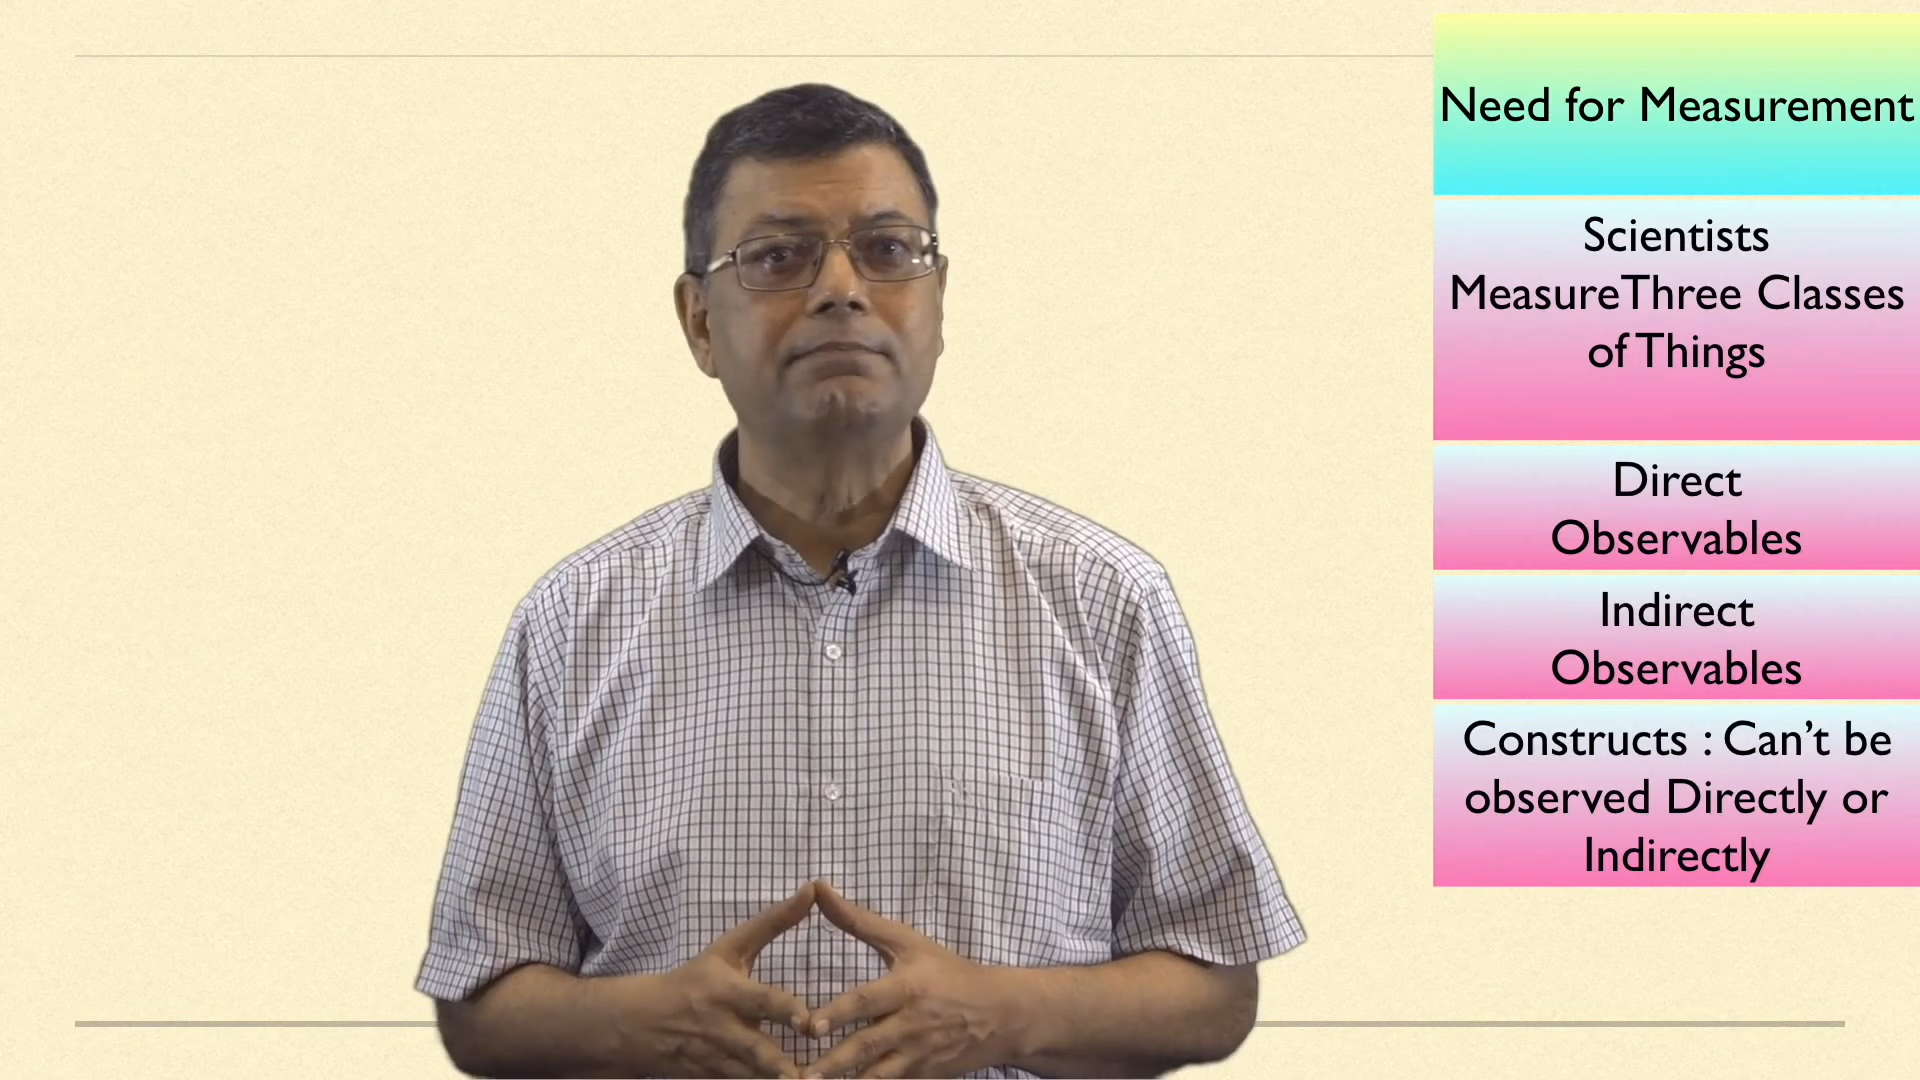 Need for Measurement
Scientists
MeasureThree Classes
of Things
Direct
Observables
Indirect
Observables
Constructs : Can’t be
observed Directly or
Indirectly